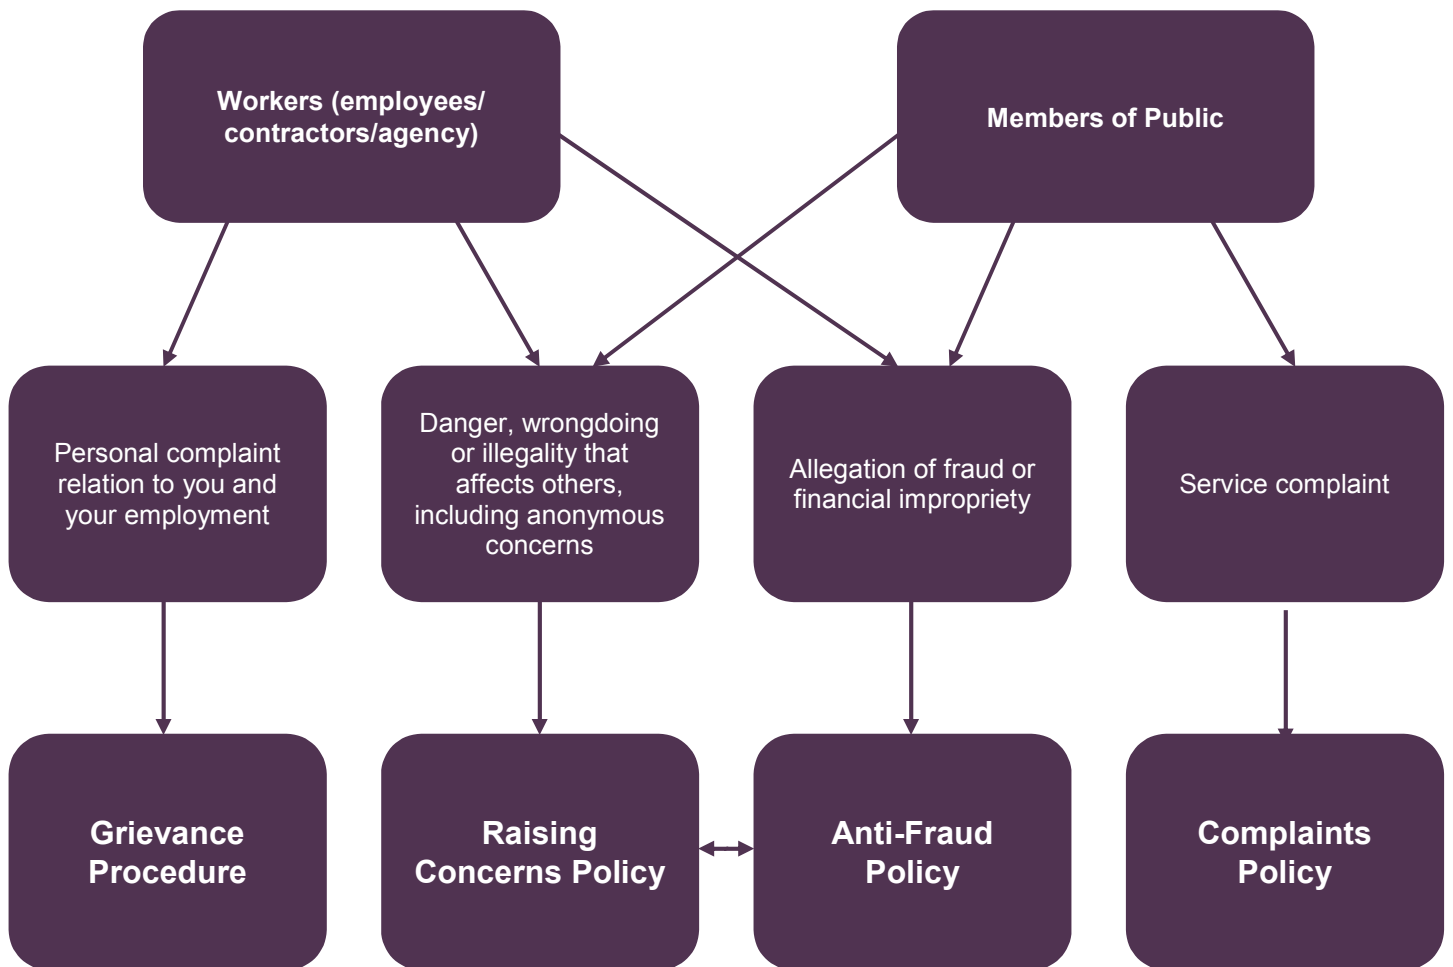 Workers (employees/
contractors/agency)
Members of Public
Personal complaint
relation to you and
your employment
Danger, wrongdoing
or illegality that
affects others,
including anonymous
concerns
Allegation of fraud or
financial impropriety
Service complaint
Grievance
Procedure
Raising
Concerns Policy
Anti-Fraud
Policy
Complaints
Policy